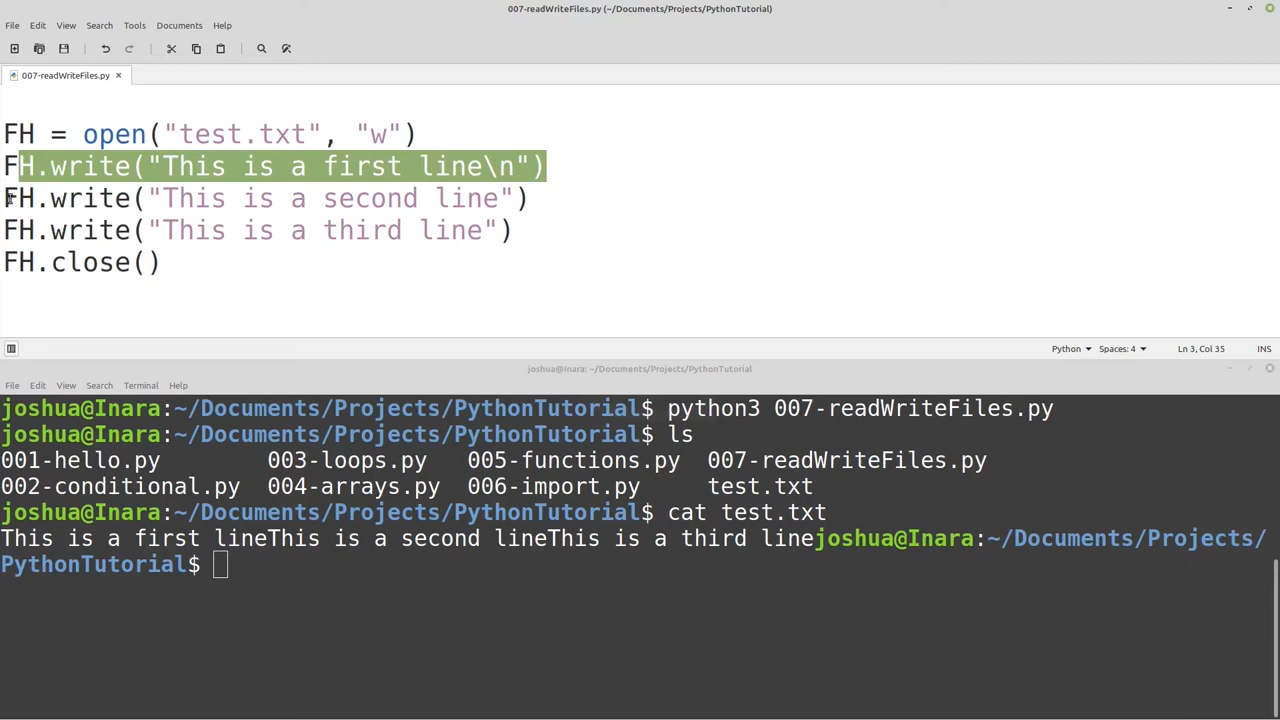 007-readWriteFiles.py (~/Documents/Projects/PythonTutorial)
File Edit View Search Tools Documents Help
007-readWriteFiles.py
FH = open("test.txt", "w")
FH.write("This is a first line\n")
FH.write("This is a second line")
FH.write("This is a third line")
FH.close()
Python Spaces: 4 Ln 3, Col 35 INS
joshua@Inara: ~/Documents/Projects/PythonTutorial
File Edit View Search Terminal Help
joshua@Inara:~/Documents/Projects/PythonTutorial$ python3 007-readWriteFiles.py
joshua@Inara:~/Documents/Projects/PythonTutorial$ ls
001-hello.py 003-loops.py 005-functions.py 007-readWriteFiles.py
002-conditional.py 004-arrays.py 006-import.py test.txt
joshua@Inara:~/Documents/Projects/PythonTutorial$ cat test.txt
This is a first lineThis is a second lineThis is a third linejoshua@Inara:~/Documents/Projects/
PythonTutorial$